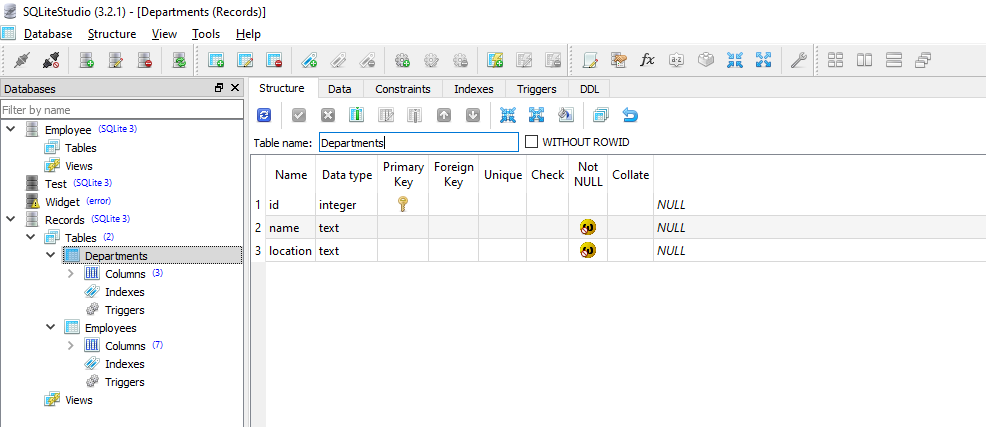 SQLiteStudio (3.2.1) - [Departments (Records)]
Database Structure View Tools Help
Databases
Filter by name
Employee (SQLite 3)
Tables
Views
Test (SQLite 3)
Widget (error)
Records (SQLite 3)
Tables (2)
Departments
Columns (3)
Indexes
Triggers
Employees
Columns (7)
Indexes
Triggers
Views
Structure Data Constraints Indexes Triggers DDL
Table name: Departments WITHOUT ROWID
Name Data type Primary Key Foreign Key Unique Check Not NULL Collate
1 id integer NULL
2 name text NULL
3 location text NULL